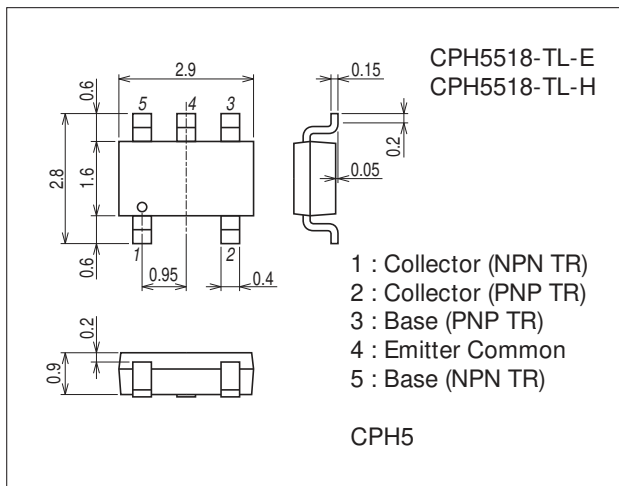 CPH5518-TL-E
CPH5518-TL-H
2.9
0.15
0.6
5 4 3
0.2
2.8
1.6
0.05
0.6
1 2
0.95
0.4
1 : Collector (NPN TR)
2 : Collector (PNP TR)
3 : Base (PNP TR)
4 : Emitter Common
5 : Base (NPN TR)
0.2
0.9
CPH5